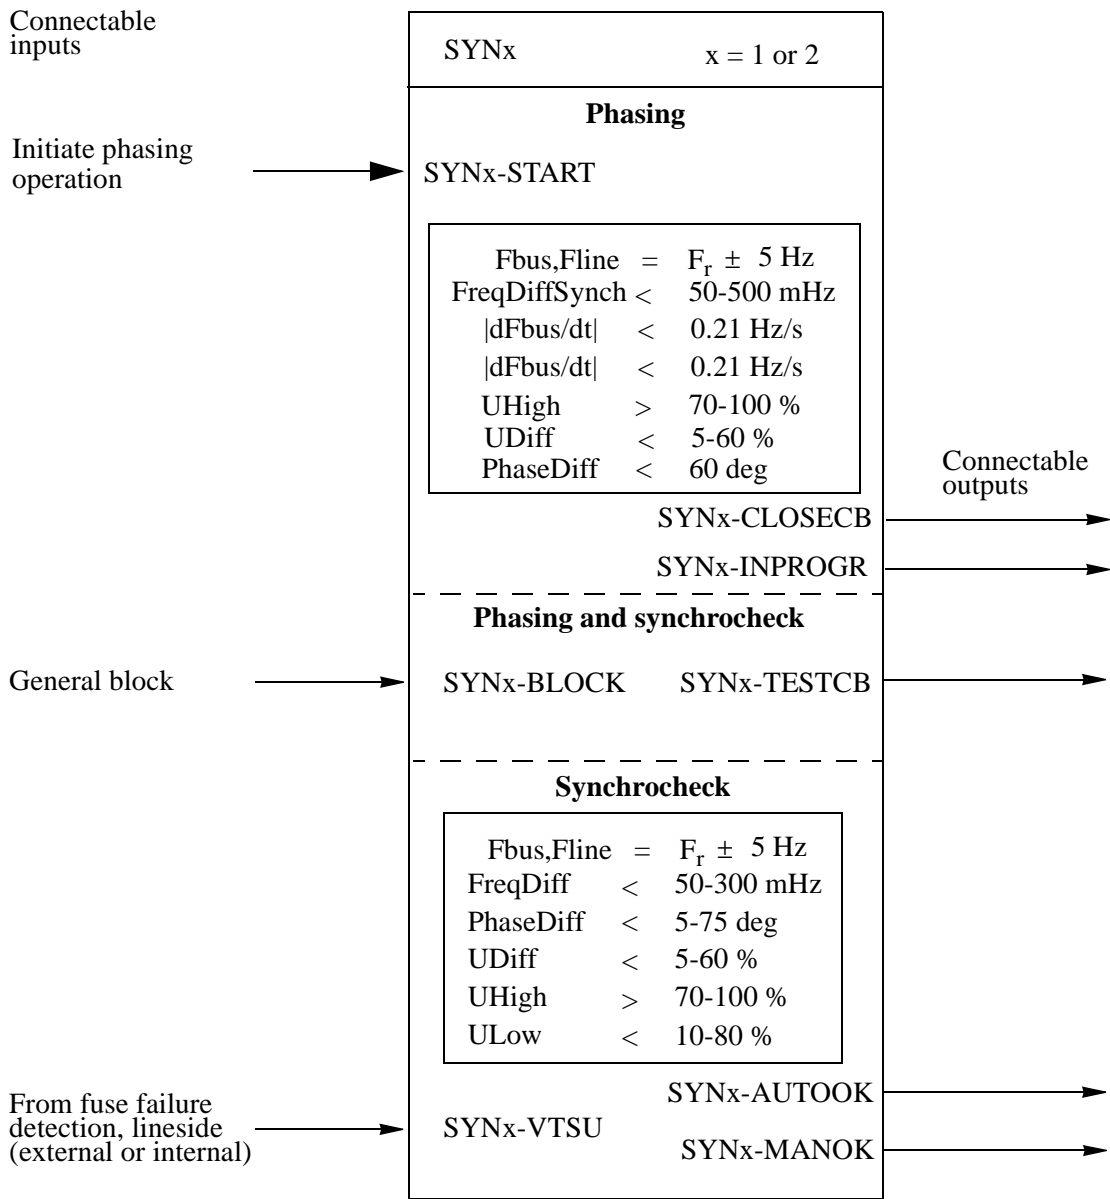 Connectable
inputs
SYNx x = 1 or 2
Phasing
Initiate phasing
operation
SYNx-START
Fbus,Fline = Fr ± 5 Hz
FreqDiffSynch < 50-500 mHz
|dFbus/dt| < 0.21 Hz/s
|dFbus/dt| < 0.21 Hz/s
UHigh > 70-100 %
UDiff < 5-60 %
PhaseDiff < 60 deg
Connectable
outputs
SYNx-CLOSECB
SYNx-INPROGR
Phasing and synchrocheck
General block
SYNx-BLOCK SYNx-TESTCB
Synchrocheck
Fbus,Fline = Fr ± 5 Hz
FreqDiff < 50-300 mHz
PhaseDiff < 5-75 deg
UDiff < 5-60 %
UHigh > 70-100 %
ULow < 10-80 %
SYNx-AUTOOK
From fuse failure
detection, lineside
(external or internal)
SYNx-VTSU
SYNx-MANOK